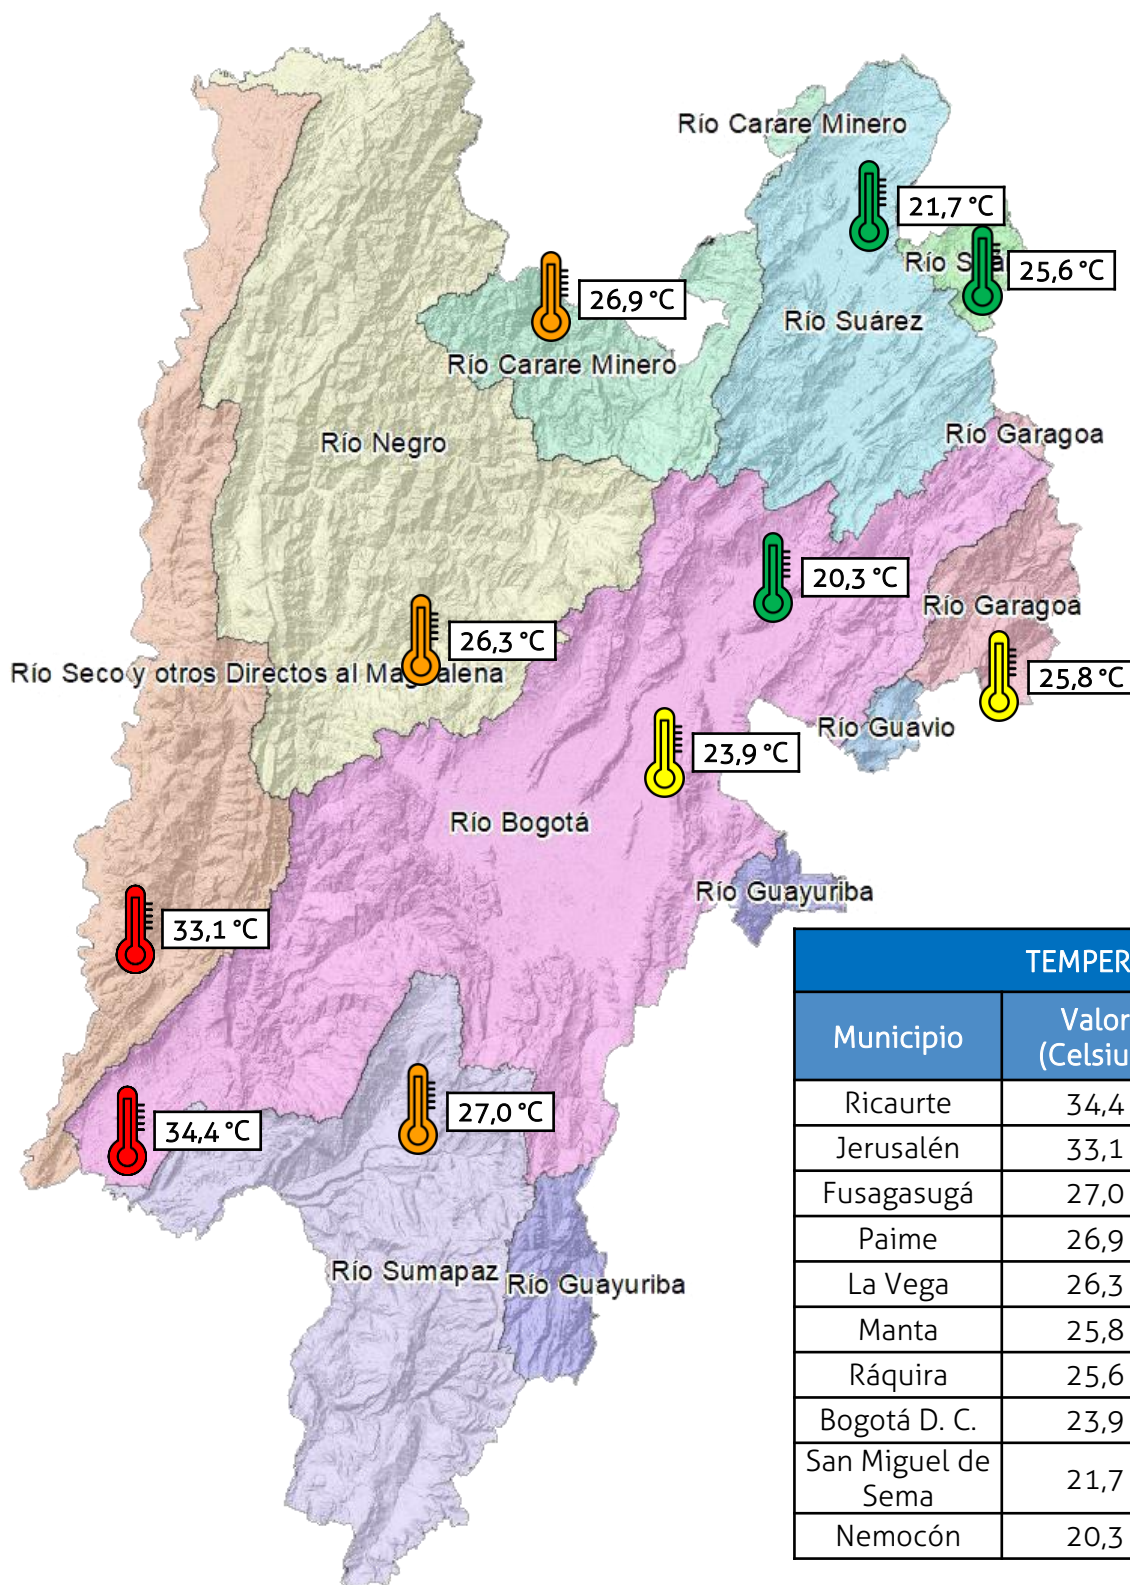 Río Carare Minero
21,7 °C
Río S
25,6 °C
26,9 °C
Río Suárez
Río Carare Minero
Río Negro
Río Garagoa
20,3 °C
Río Garagoa
26,3 °C
Río Seco y otros Directos al Magdalena
25,8 °C
Río Guavio
23,9 °C
Río Bogotá
Río Guayuriba
33,1 °C
27,0 °C
34,4 °C
Río Sumapaz
Río Guayuriba
TEMPER
Municipio
Valor
(Celsiu
Ricaurte 34,4
Jerusalén 33,1
Fusagasugá 27,0
Paime 26,9
La Vega 26,3
Manta 25,8
Ráquira 25,6
Bogotá D. C. 23,9
San Miguel de
Sema 21,7
Nemocón 20,3